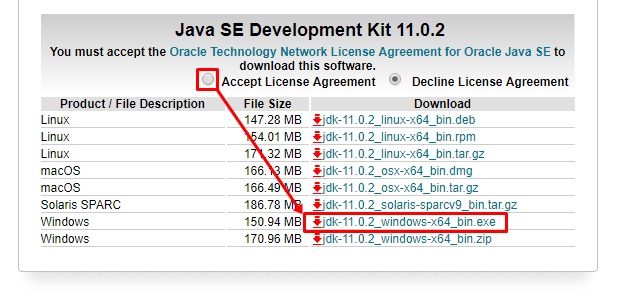 Java SE Development Kit 11.0.2
You must accept the Oracle Technology Network License Agreement for Oracle Java SE to
download this software.
Accept License Agreement Decline License Agreement
Product / File Description File Size Download
Linux 147.28 MB jdk-11.0.2_linux-x64_bin.deb
Linux 154.01 MB jdk-11.0.2_linux-x64_bin.rpm
Linux 171.32 MB jdk-11.0.2_linux-x64_bin.tar.gz
macOS 166.13 MB jdk-11.0.2_osx-x64_bin.dmg
macOS 166.49 MB jdk-11.0.2_osx-x64_bin.tar.gz
Solaris SPARC 186.78 MB jdk-11.0.2_solaris-sparcv9_bin.tar.gz
Windows 150.94 MB jdk-11.0.2_windows-x64_bin.exe
Windows 170.96 MB jdk-11.0.2_windows-x64_bin.zip